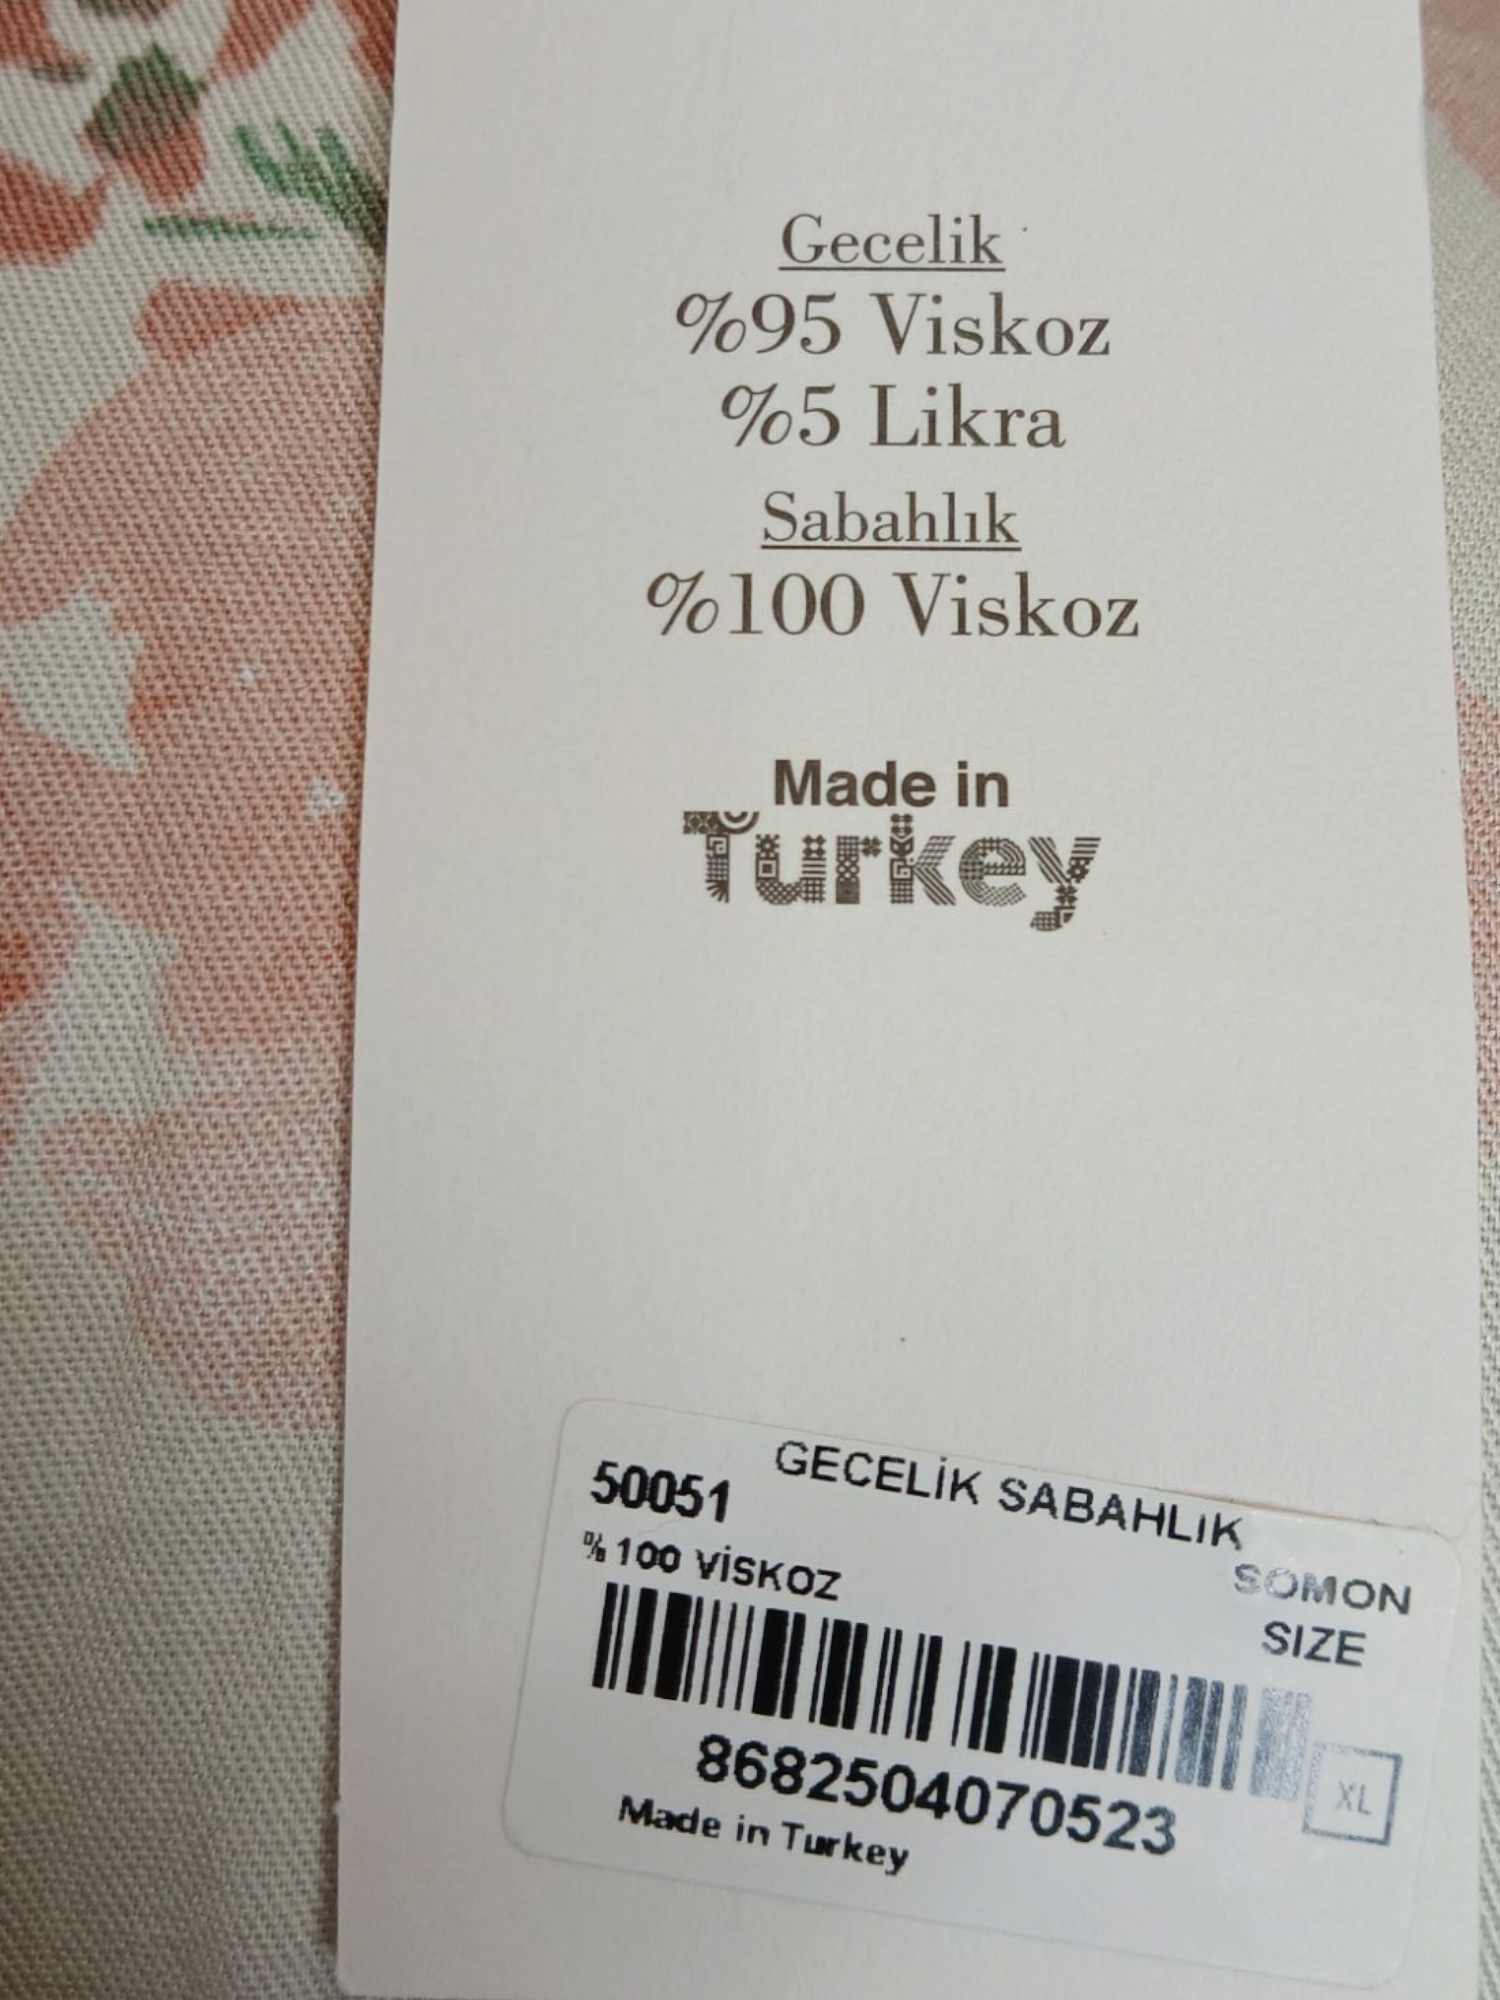 Gecelik
%95 Viskoz
%5 Likra
Sabahlık
%100 Viskoz
Made in
Turkey
GECELİK SABAHLıK
50051
%100 VİSKOZ
SOMON
SIZE
XL
8682504070523
Made in Turkey